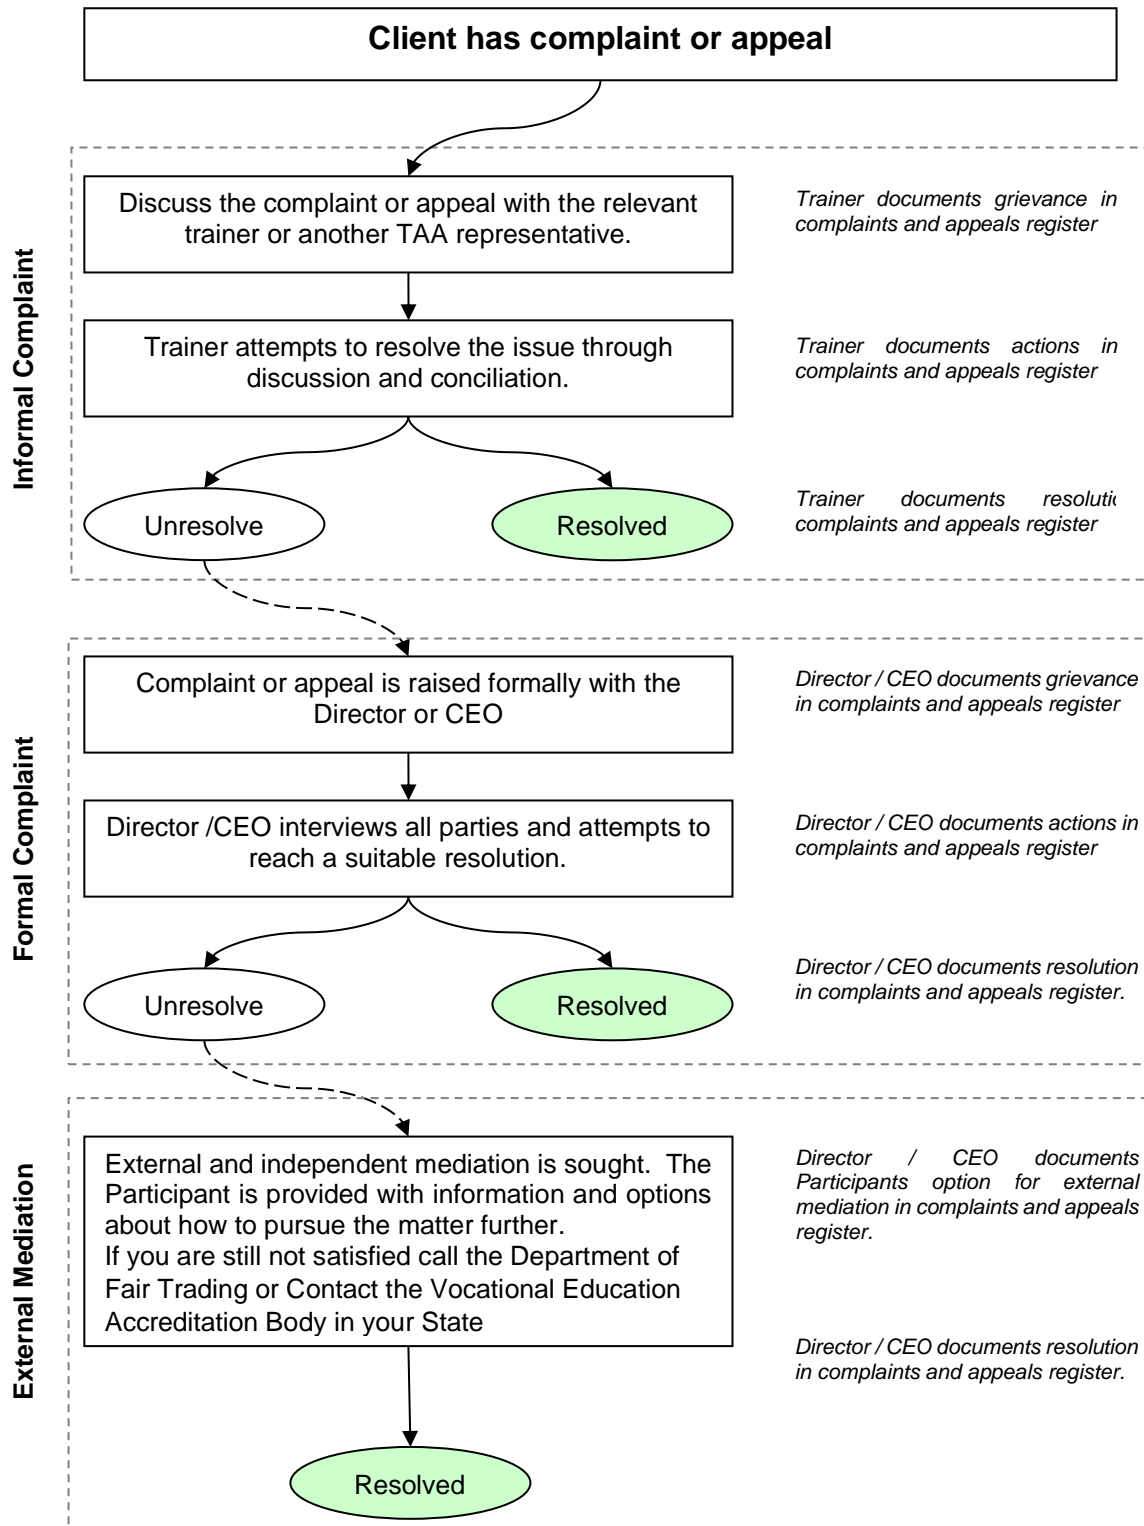 Client has complaint or appeal
Informal Complaint
Discuss the complaint or appeal with the relevant
trainer or another TAA representative.
Trainer documents grievance in
complaints and appeals register
Trainer attempts to resolve the issue through
discussion and conciliation.
Trainer documents actions in
complaints and appeals register
Unresolve
Resolved
Trainer documents
complaints and appeals register
Formal Complaint
Complaint or appeal is raised formally with the
Director or CEO
Director / CEO documents grievance
in complaints and appeals register
Director /CEO interviews all parties and attempts to
reach a suitable resolution.
Director / CEO documents actions in
complaints and appeals register
Unresolve
Resolved
Director / CEO documents resolution
in complaints and appeals register.
External Mediation
External and independent mediation is sought. The
Participant is provided with information and options
about how to pursue the matter further.
If you are still not satisfied call the Department of
Fair Trading or Contact the Vocational Education
Accreditation Body in your State
Director / CEO documents
Participants option for external
mediation in complaints and appeals
register.
Director / CEO documents resolution
in complaints and appeals register.
Resolved